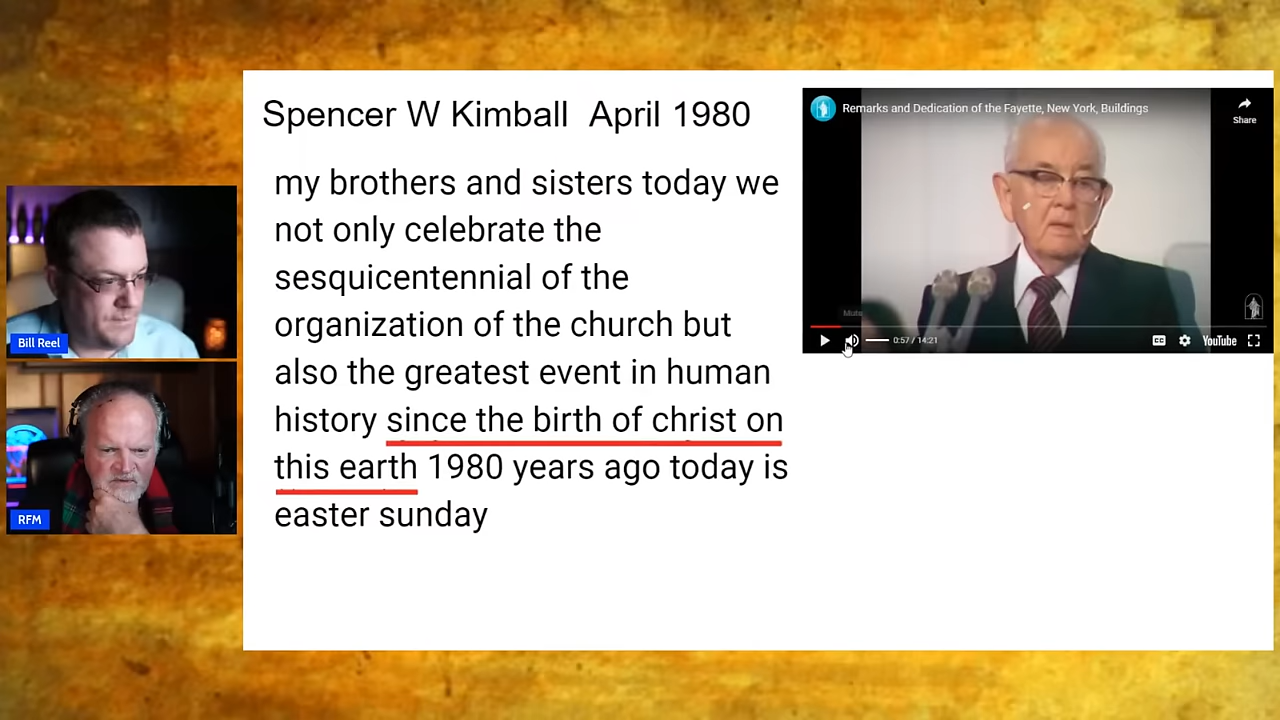 Spencer W Kimball April 1980
my brothers and sisters today we
not only celebrate the
sesquicentennial of the
organization of the church but
also the greatest event in human
history since the birth of christ on
this earth 1980 years ago today is
easter sunday
Remarks and Dedication of the Fayette, New York, Buildings
Share
Mute
0:57 / 14:21
CC
YouTube
Bill Reel
RFM